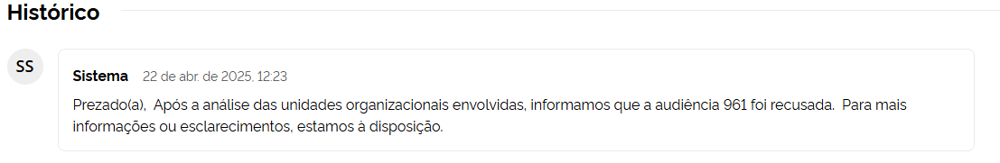 Histórico
SS
Sistema 22 de abr. de 2025, 12:23
Prezado(a),  Após a análise das unidades organizacionais envolvidas, informamos que a audiência 961 foi recusada.  Para mais
informações ou esclarecimentos, estamos à disposição.